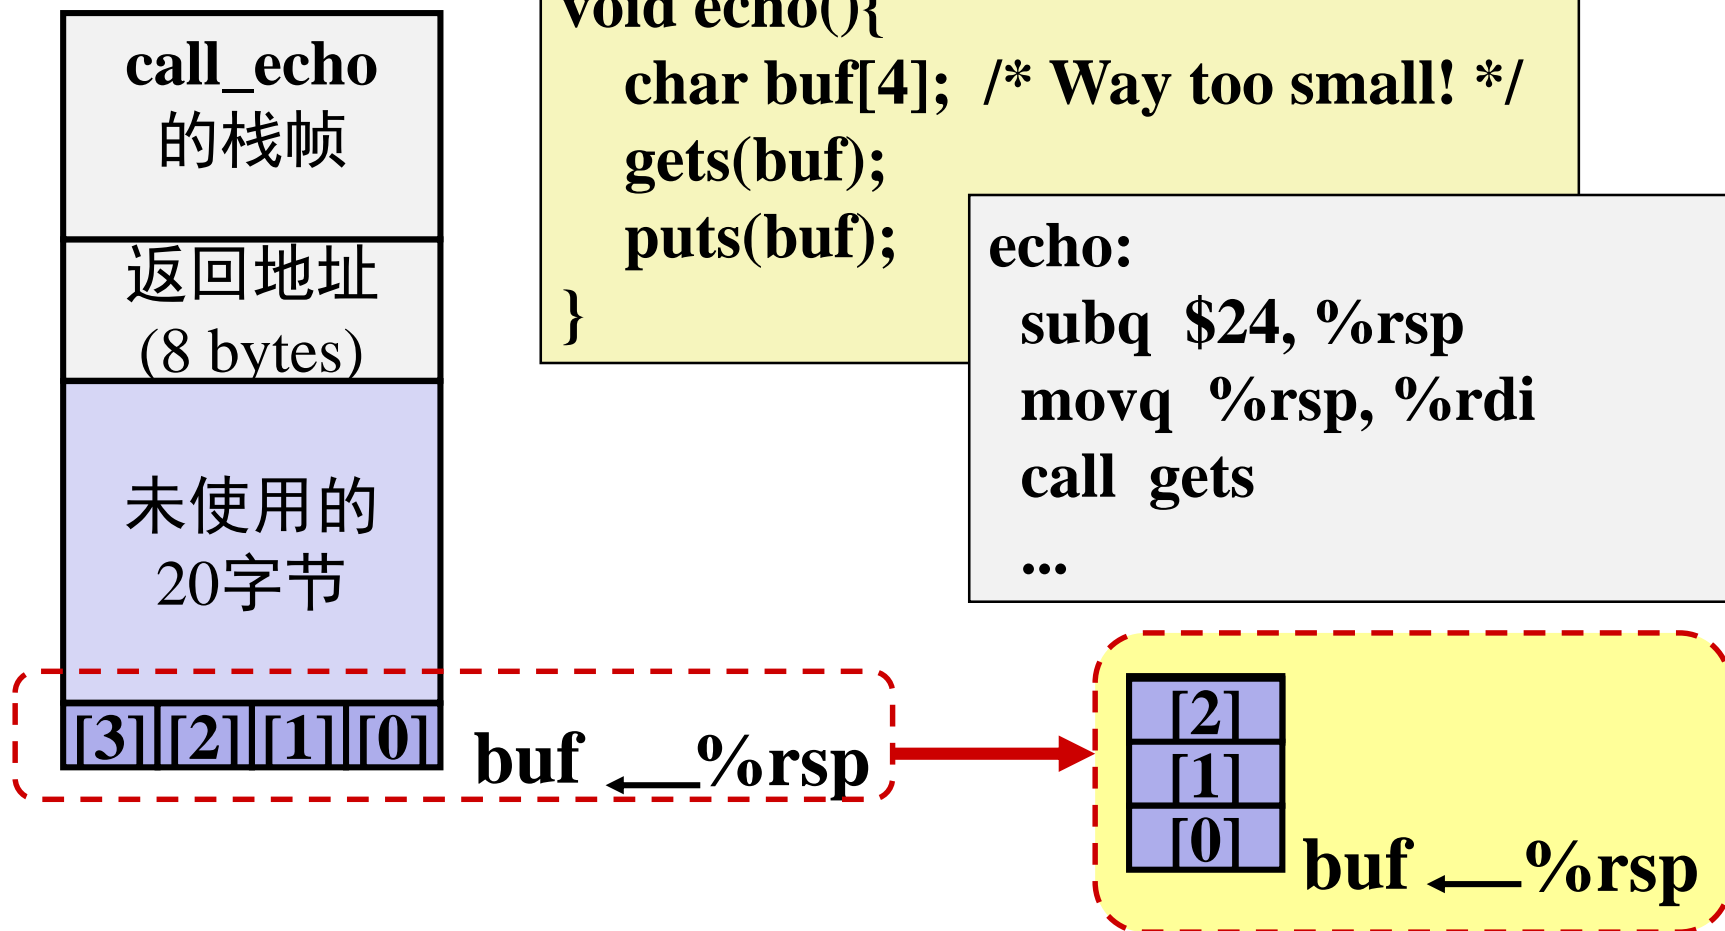 call_echo
的栈帧
返回地址
(8 bytes)
未使用的
20字节
[3] [2] [1] [0]
buf %rsp
void echo(){
char buf[4]; /* Way too small! */
gets(buf);
puts(buf);
}
echo:
subq $24, %rsp
movq %rsp, %rdi
call gets
...
[2]
[1]
[0]
buf %rsp